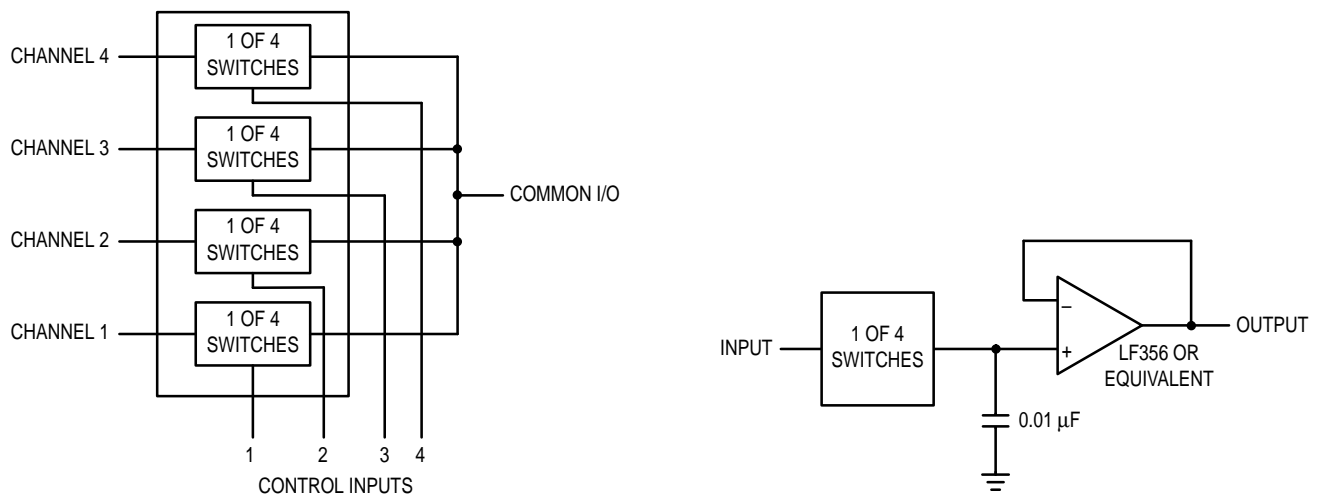 CHANNEL 4
1 OF 4
SWITCHES
CHANNEL 3
1 OF 4
SWITCHES
COMMON I/O
CHANNEL 2
1 OF 4
SWITCHES
CHANNEL 1
1 OF 4
SWITCHES
1 2 3 4
CONTROL INPUTS
INPUT
1 OF 4
SWITCHES
–
+
OUTPUT
LF356 OR
EQUIVALENT
0.01 μF